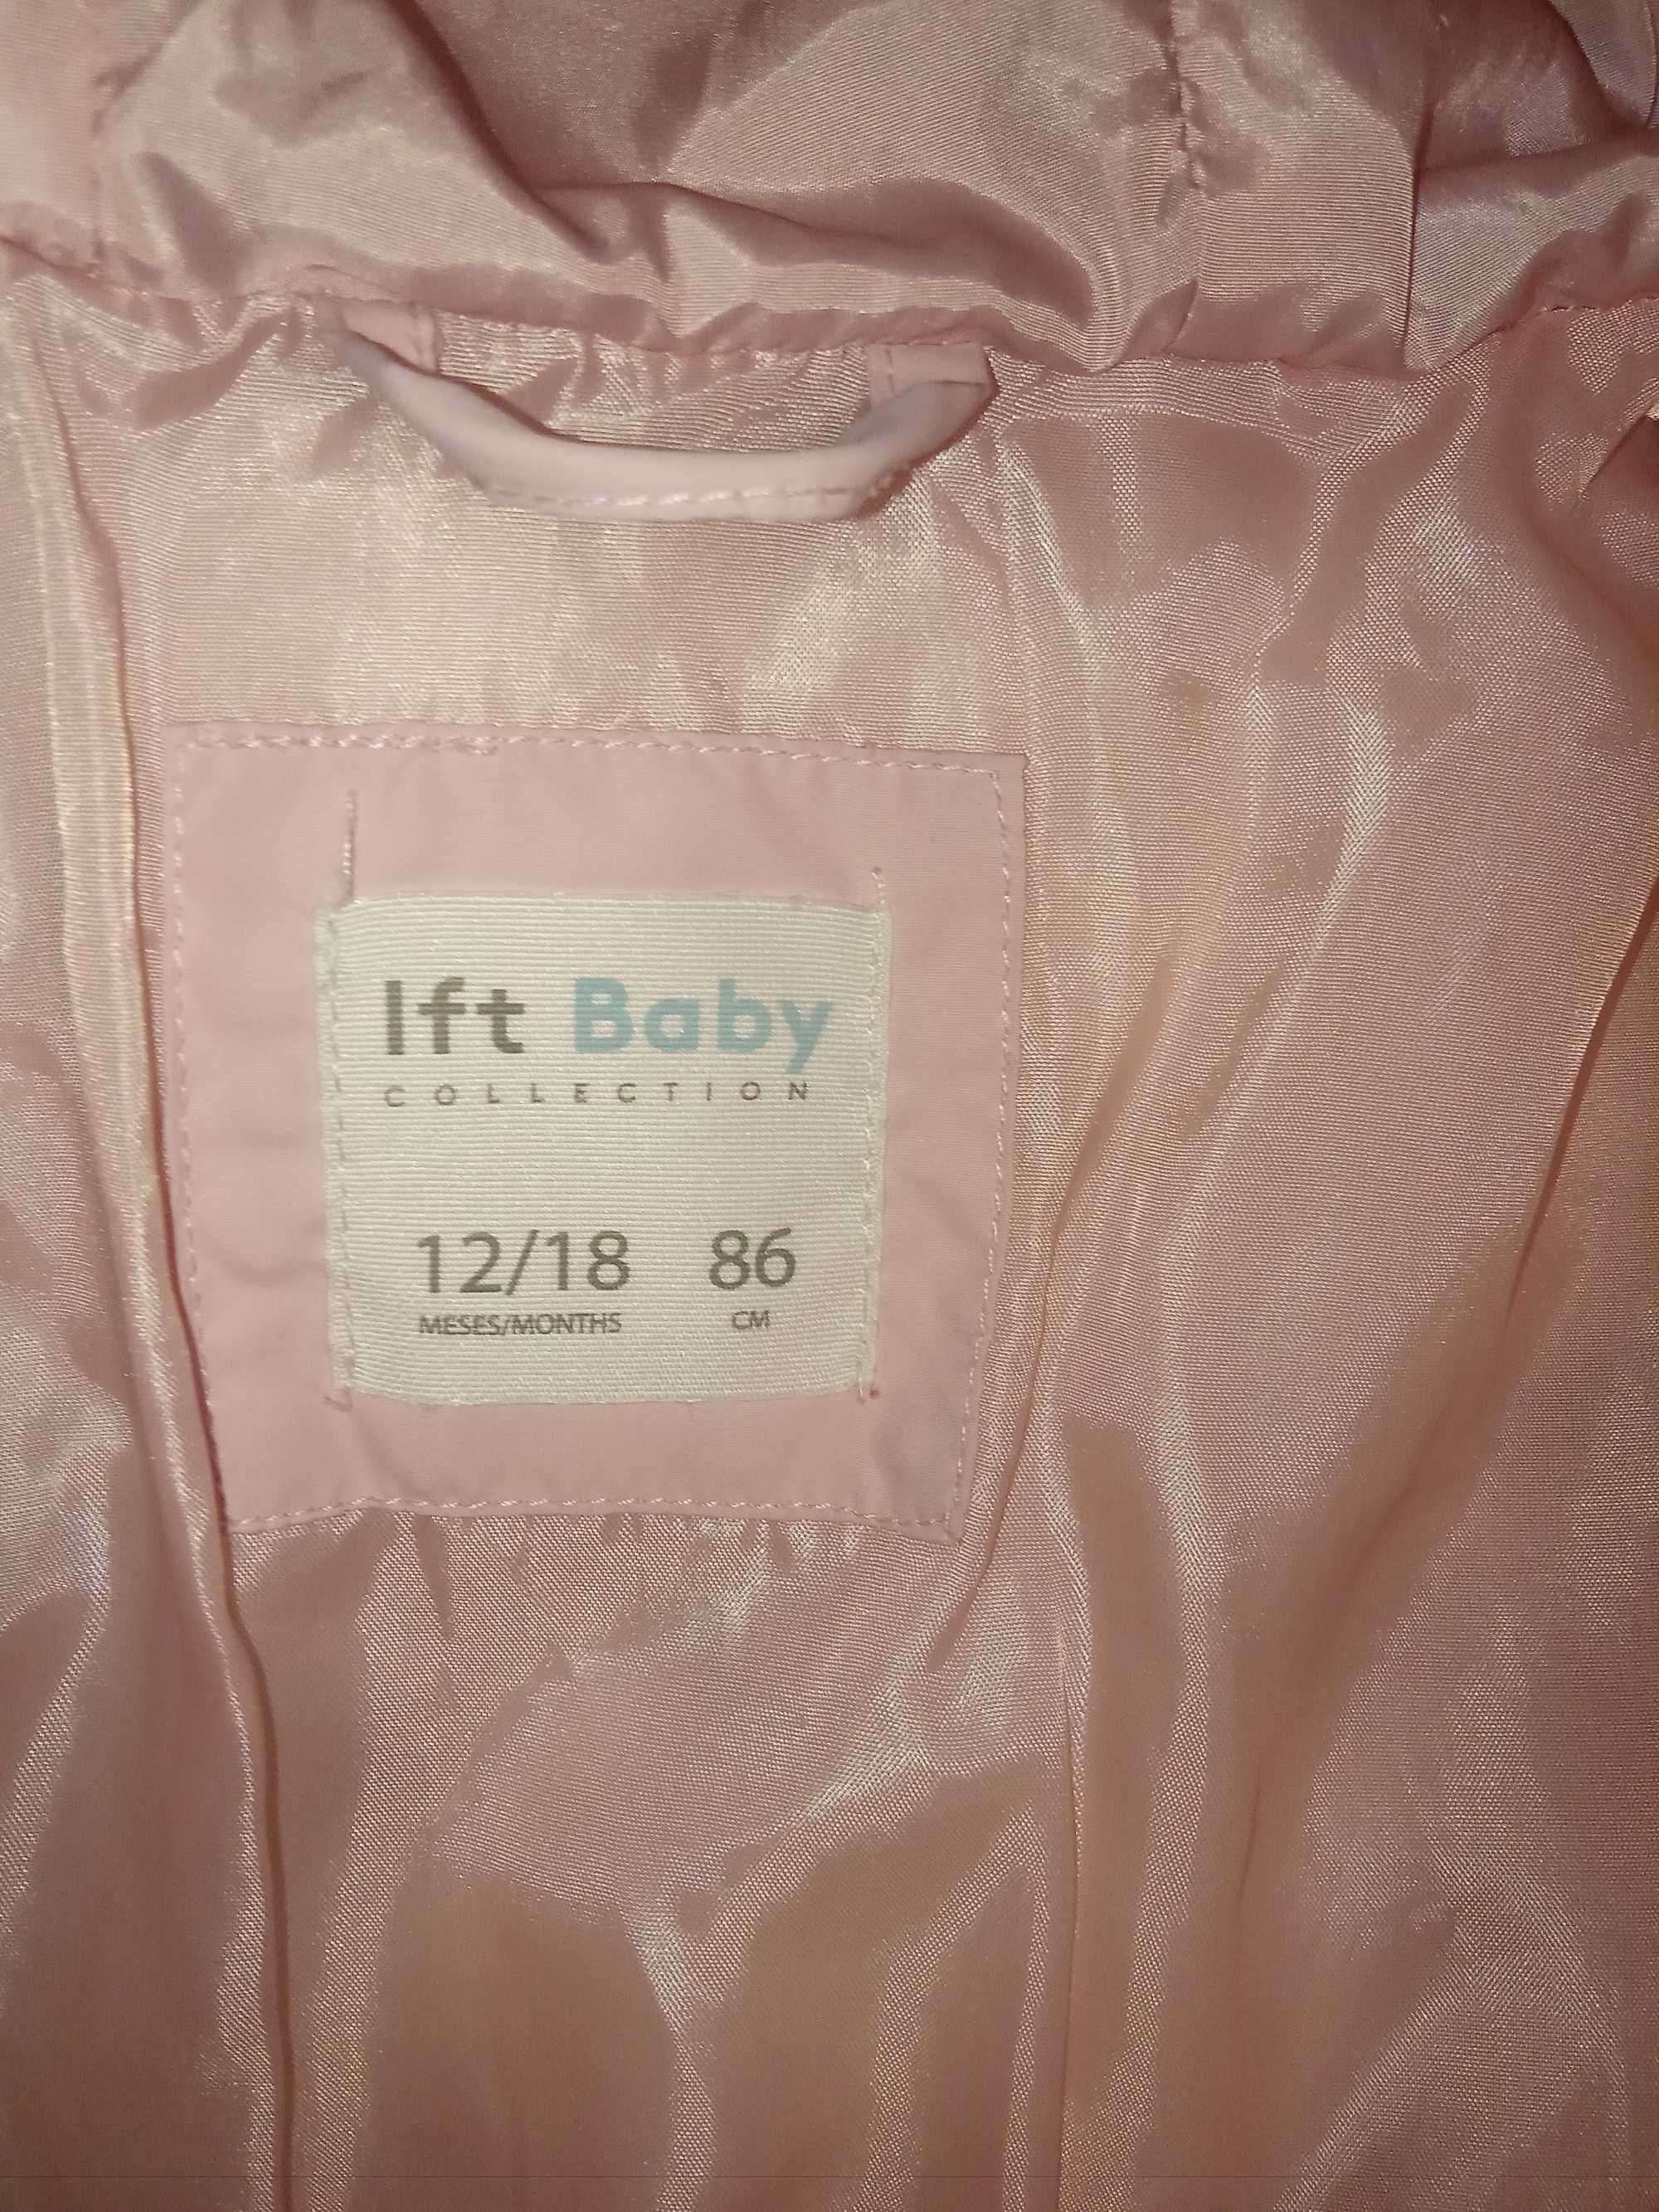 lft Baby
COLLECTION
12/18 86
MESES/MONTHS CM